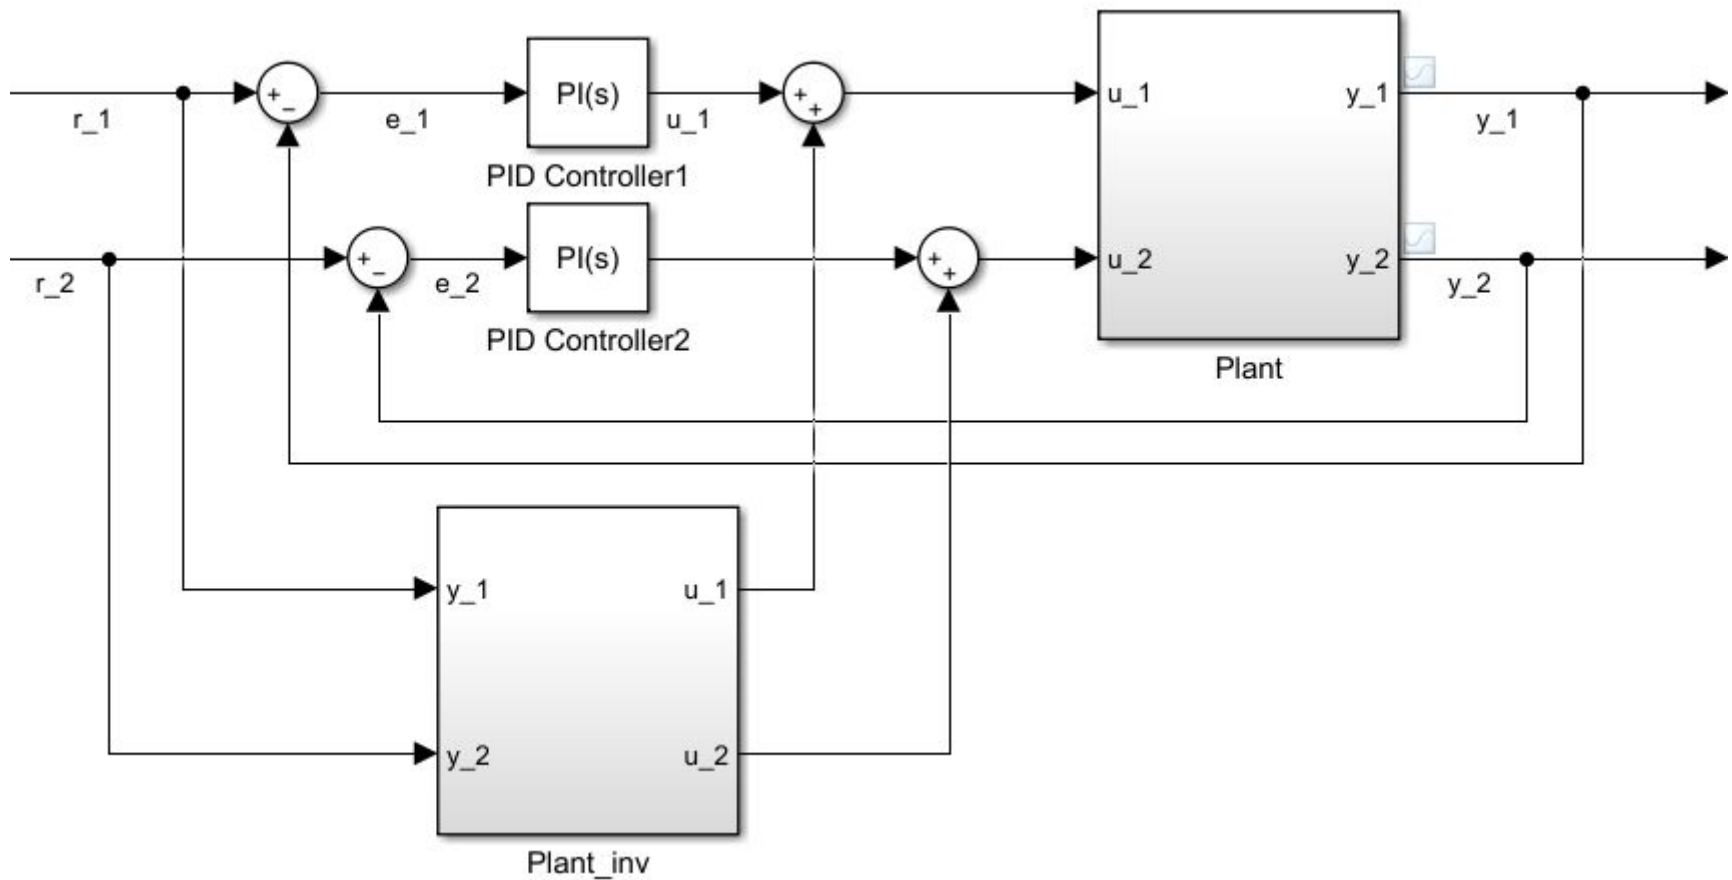 r_1
+
−
e_1
PI(s)
PID Controller1
u_1
+
+
u_1
y_1
y_1
r_2
+
−
e_2
PI(s)
PID Controller2
+
+
u_2
y_2
y_2
Plant
y_1
u_1
y_2
u_2
Plant_inv